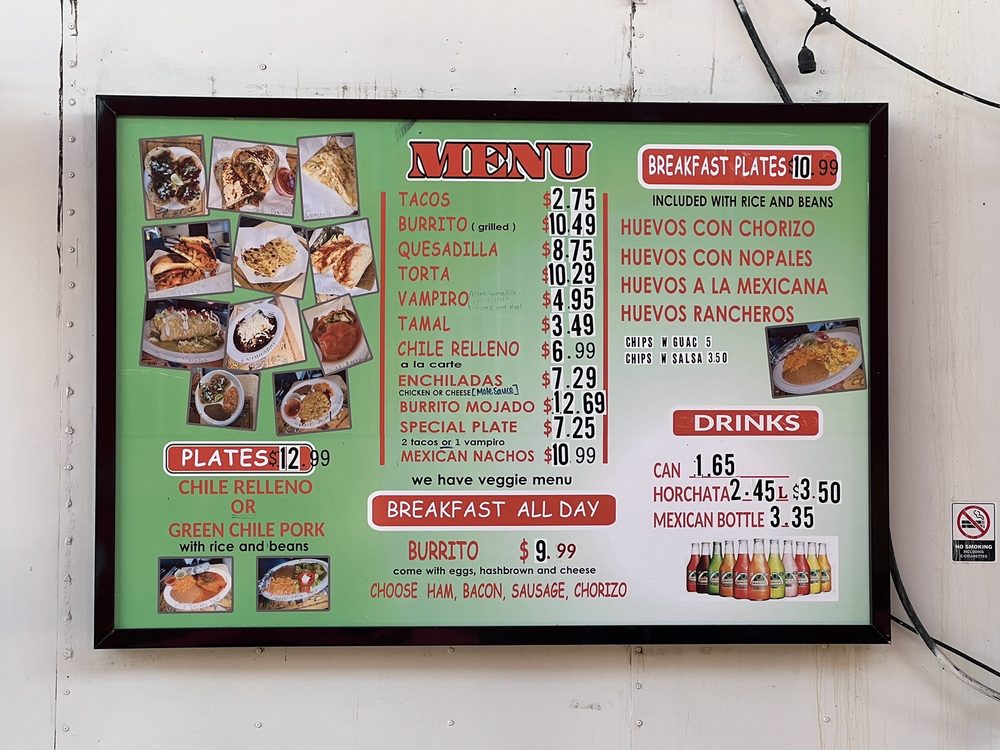 MENU
TACOS $2.75
BURRITO ( grilled ) $10.49
QUESADILLA $8.75
TORTA $10.29
VAMPIRO $4.95
TAMAL $3.49
CHILE RELLENO $6.99
a la carte
ENCHILADAS $7.29
CHICKEN OR CHEESE [Mole sauce]
BURRITO MOJADO $12.69
SPECIAL PLATE $7.25
2 tacos or 1 vampiro
MEXICAN NACHOS $10.99
we have veggie menu
PLATES $12.99
CHILE RELLENO
OR
GREEN CHILE PORK
with rice and beans
BREAKFAST ALL DAY
BURRITO $9.99
come with eggs, hashbrown and cheese
CHOOSE HAM, BACON, SAUSAGE, CHORIZO
BREAKFAST PLATES $10.99
INCLUDED WITH RICE AND BEANS
HUEVOS CON CHORIZO
HUEVOS CON NOPALES
HUEVOS A LA MEXICANA
HUEVOS RANCHEROS
CHIPS W GUAC 5
CHIPS W SALSA 3.50
DRINKS
CAN 1.65
HORCHATA 2.45 L $3.50
MEXICAN BOTTLE 3.35
NO SMOKING
INCLUDING
E-CIGARETTES